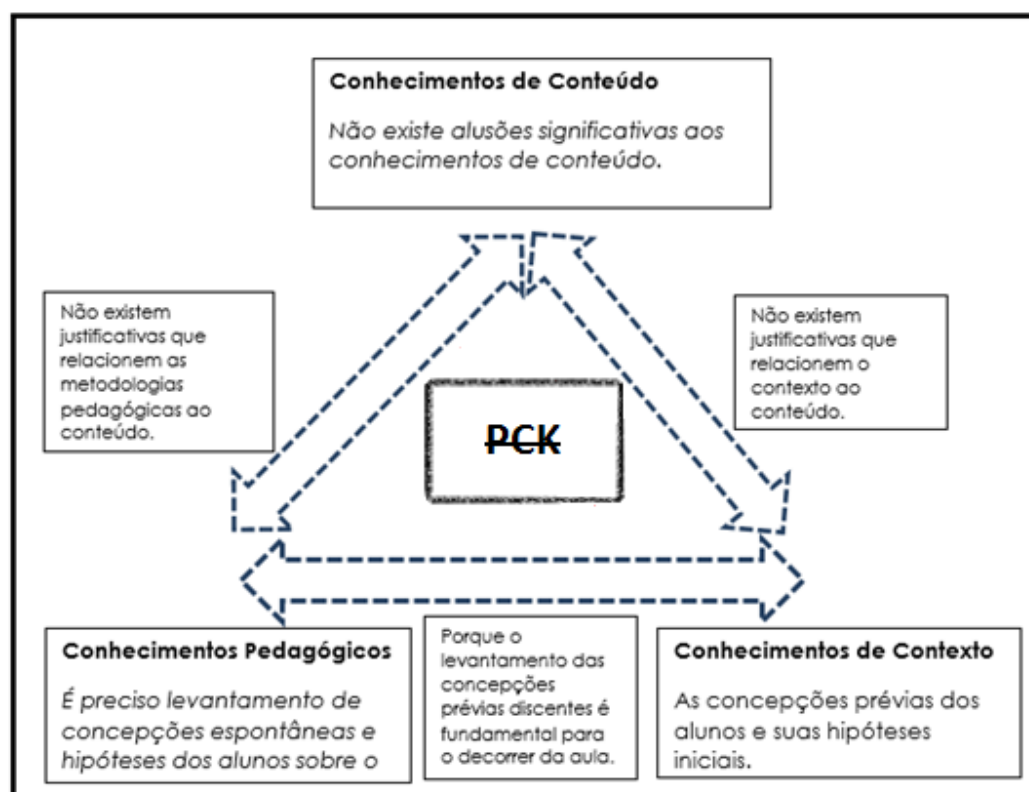 Conhecimentos de Conteúdo
Não existe alusões significativas aos
conhecimentos de conteúdo.
Não existem
justificativas que
relacionem as
metodologias
pedagógicas ao
conteúdo.
Não existem
justificativas que
relacionem o
contexto ao
conteúdo.
PCK
Conhecimentos Pedagógicos
É preciso levantamento de
concepções espontâneas e
hipóteses dos alunos sobre o
Porque o
levantamento das
concepções
prévias discentes é
fundamental para
o decorrer da aula.
Conhecimentos de Contexto
As concepções prévias dos
alunos e suas hipóteses
iniciais.